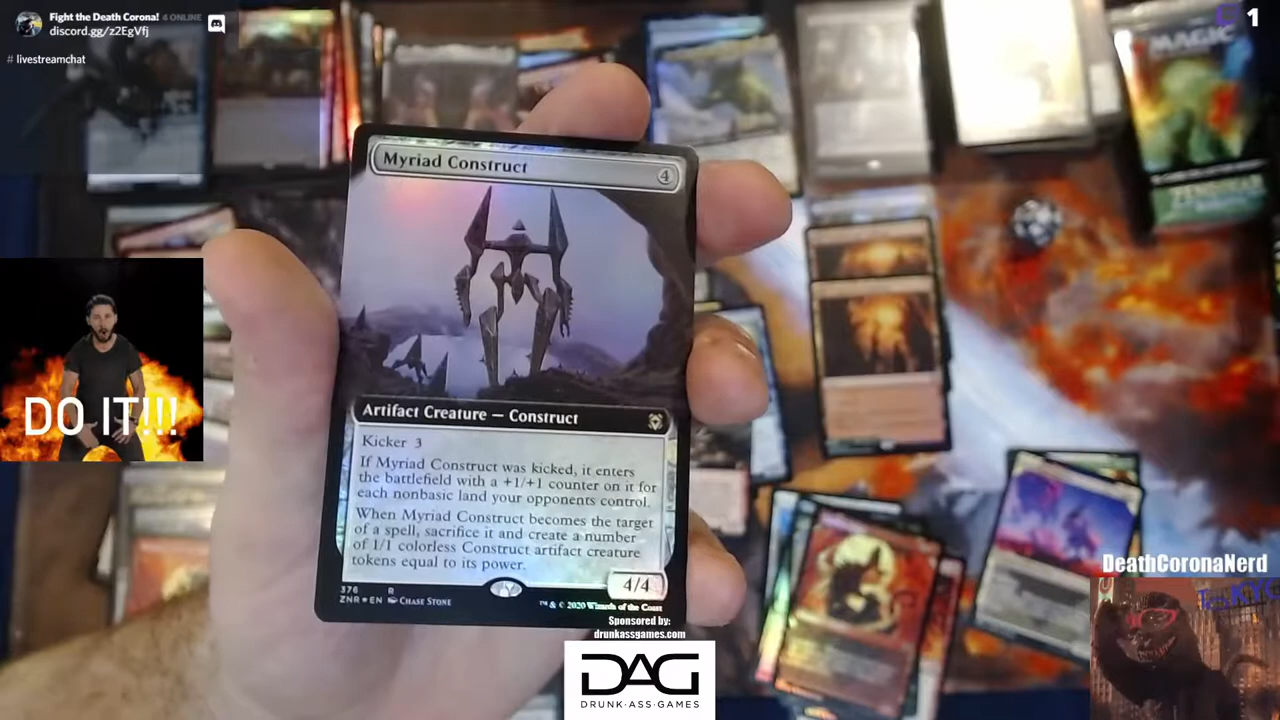 Fight the Death Corona! 4 ONLINE
discord.gg/z2EgVfj
# livestreamchat
1
MAGIC
Myriad Construct 4
DO IT!!!
Artifact Creature — Construct
Kicker 3
If Myriad Construct was kicked, it enters
the battlefield with a +1/+1 counter on it for
each nonbasic land your opponents control.
When Myriad Construct becomes the target
of a spell, sacrifice it and create a number
of 1/1 colorless Construct artifact creature
tokens equal to its power.
4/4
376 R
ZNR ★ EN Chase Stone
™ & © 2020 Wizards of the Coast
Sponsored by:
drunkassgames.com
DAG
DRUNK·ASS·GAMES
DeathCoronaNerd